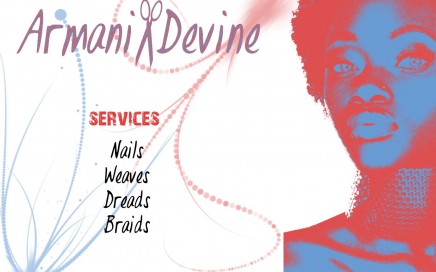 Armani Devine
SERVICES
Nails
Weaves
Dreads
Braids